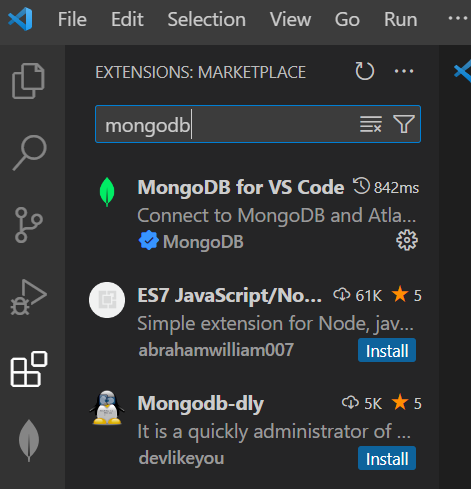 File Edit Selection View Go Run ...
EXTENSIONS: MARKETPLACE
mongodb
MongoDB for VS Code 842ms
Connect to MongoDB and Atla...
MongoDB
ES7 JavaScript/No... 61K 5
Simple extension for Node, jav...
abrahamwilliam007
Install
Mongodb-dly 5K 5
It is a quickly administrator of ...
devlikeyou
Install